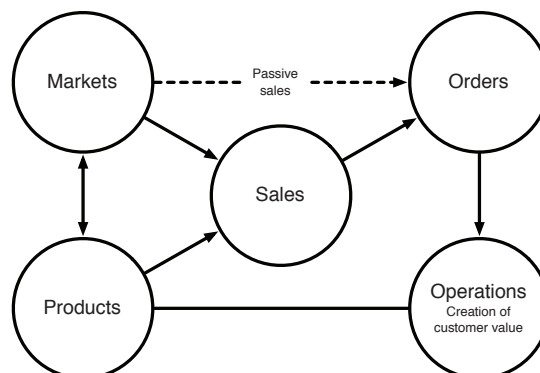 Markets
Passive
sales
Orders
Sales
Products
Operations
Creation of
customer value